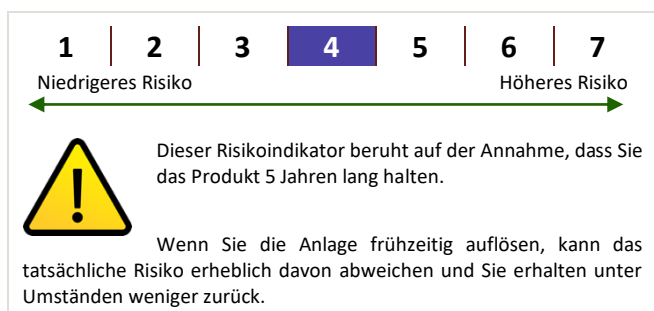 1 2 3 4 5 6 7
Niedrigeres Risiko Höheres Risiko
Dieser Risikoindikator beruht auf der Annahme, dass Sie
das Produkt 5 Jahren lang halten.
Wenn Sie die Anlage frühzeitig auflösen, kann das
tatsächliche Risiko erheblich davon abweichen und Sie erhalten unter
Umständen weniger zurück.